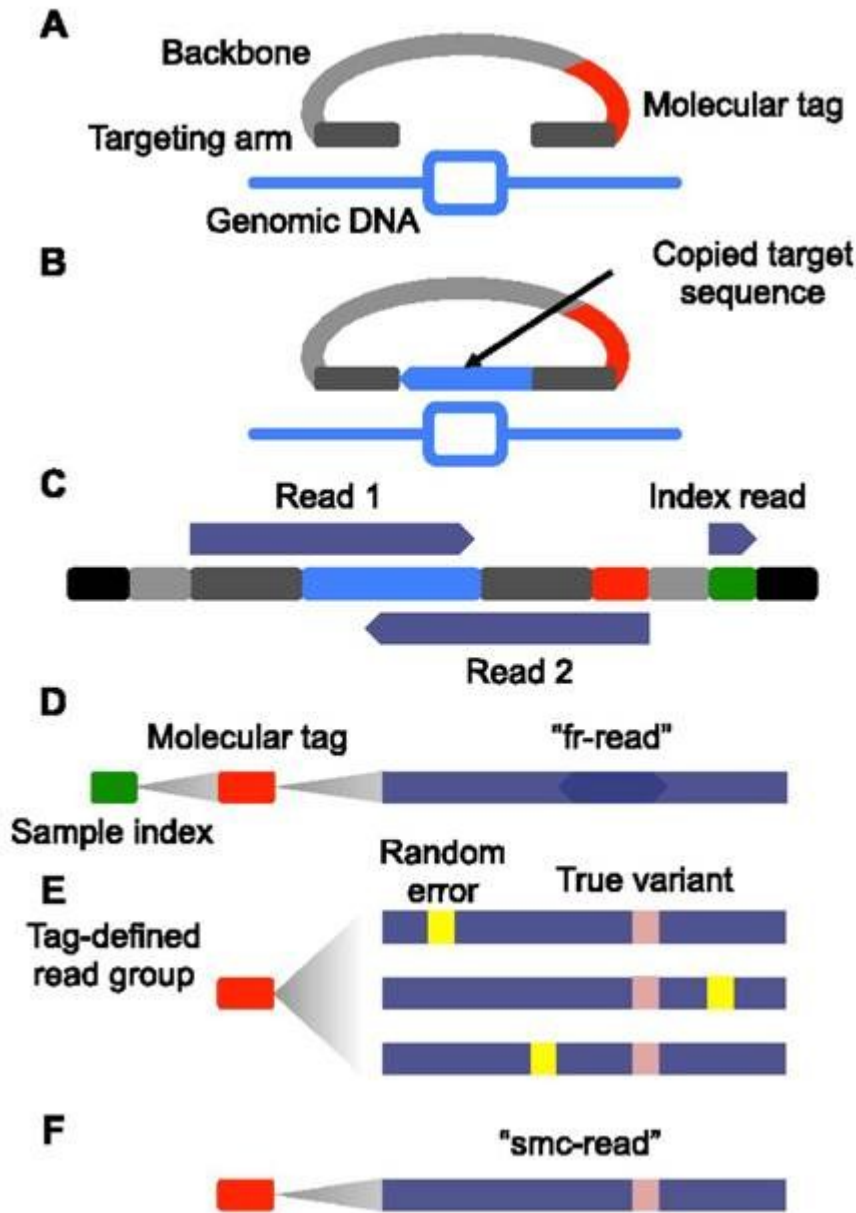 A
Backbone
Molecular tag
Targeting arm
Genomic DNA
B
Copied target
sequence
C
Read 1
Index read
Read 2
D
Molecular tag
"fr-read"
Sample index
Random
error
True variant
E
Tag-defined
read group
F
"smc-read"